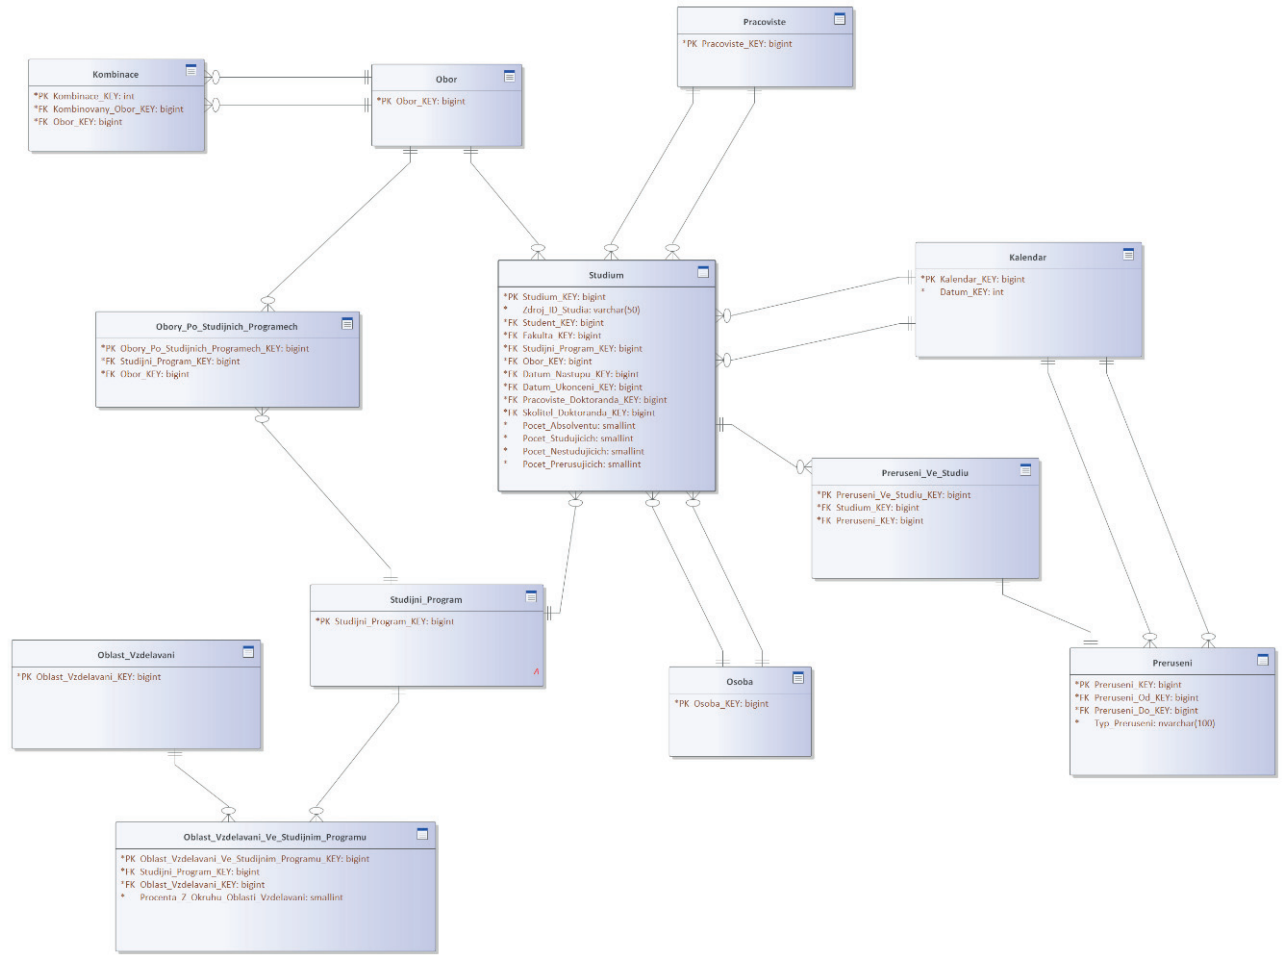 Pracoviste
*PK Pracoviste_KEY: bigint
Kombinace
*PK Kombinace_KEY: int
*FK Kombinovany_Obor_KEY: bigint
*FK Obor_KEY: bigint
Obor
*PK Obor_KEY: bigint
Kalendar
*PK Kalendar_KEY: bigint
* Datum_KEY: int
Studium
*PK Studium_KEY: bigint
* Zdroj_ID_Studia: varchar(50)
*FK Student_KEY: bigint
*FK Fakulta_KEY: bigint
*FK Studijni_Program_KEY: bigint
*FK Obor_KEY: bigint
*FK Datum_Nastupu_KEY: bigint
*FK Datum_Ukonceni_KEY: bigint
*FK Pracoviste_Doktoranda_KEY: bigint
*FK Skolitel_Doktorandu_KEY: bigint
* Pocet_Absolventu: smallint
* Pocet_Studujicich: smallint
* Pocet_Nestudujicich: smallint
* Pocet_Prerusujicich: smallint
Obory_Po_Studijnich_Programech
*PK Obory_Po_Studijnich_Programech_KEY: bigint
*FK Studijni_Program_KEY: bigint
*FK Obor_KEY: bigint
Preruseni_Ve_Studiu
*PK Preruseni_Ve_Studiu_KEY: bigint
*FK Studium_KEY: bigint
*FK Preruseni_KEY: bigint
Studijni_Program
*PK Studijni_Program_KEY: bigint
Oblast_Vzdelavani
*PK Oblast_Vzdelavani_KEY: bigint
Osoba
*PK Osoba_KEY: bigint
Preruseni
*PK Preruseni_KEY: bigint
*FK Preruseni_Od_KEY: bigint
*FK Preruseni_Do_KEY: bigint
* Typ_Preruseni: nvarchar(100)
Oblast_Vzdelavani_Ve_Studijnim_Programu
*PK Oblast_Vzdelavani_Ve_Studijnim_Programu_KEY: bigint
*FK Studijni_Program_KEY: bigint
*FK Oblast_Vzdelavani_KEY: bigint
* Procenta_Z_Okruhu_Oblasti_Vzdelavani: smallint